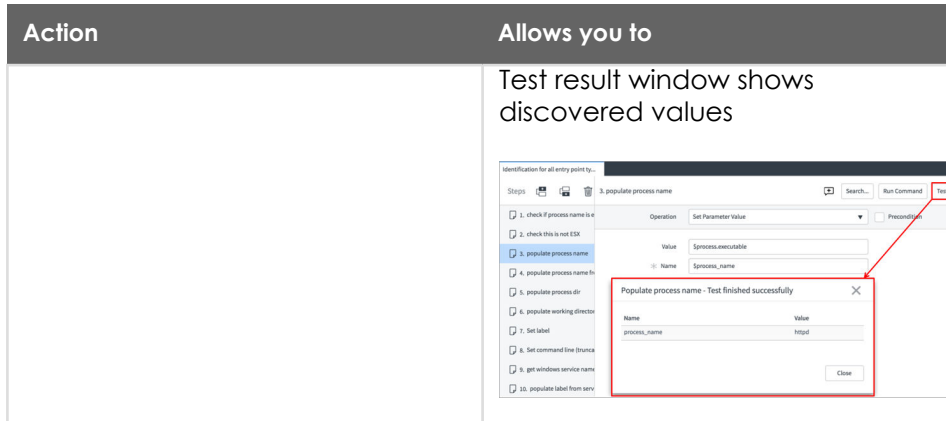 Action Allows you to
Test result window shows
discovered values
Identification for all entry point ty...
Steps 3. populate process name Search... Run Command Tes
1. check if process name is e Operation Set Parameter Value Precondition
2. check this is not ESX
3. populate process name Value $process.executable
4. populate process name fr Name $process_name
5. populate process dir Populate process name - Test finished successfully
6. populate working director Name Value
7. Set label process_name httpd
8. Set command line (trunca
9. get windows service name Close
10. populate label from serv